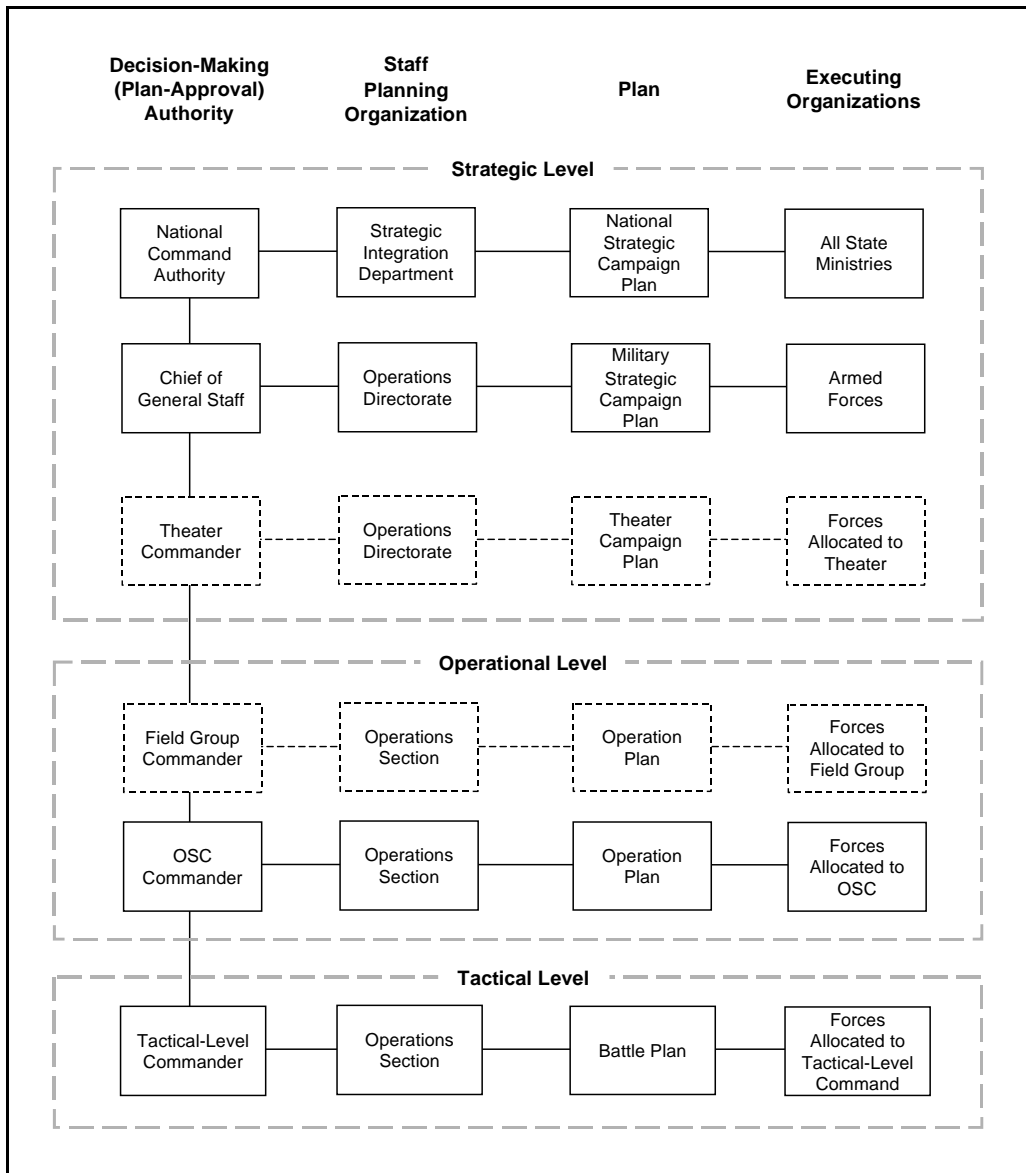 Decision-Making
(Plan-Approval)
Authority
Staff
Planning
Organization
Plan
Executing
Organizations
Strategic Level
National
Command
Authority
Strategic
Integration
Department
National
Strategic
Campaign
Plan
All State
Ministries
Chief of
General Staff
Operations
Directorate
Military
Strategic
Campaign
Plan
Armed
Forces
Theater
Commander
Operations
Directorate
Theater
Campaign
Plan
Forces
Allocated to
Theater
Operational Level
Field Group
Commander
Operations
Section
Operation
Plan
Forces
Allocated to
Field Group
OSC
Commander
Operations
Section
Operation
Plan
Forces
Allocated to
OSC
Tactical Level
Tactical-Level
Commander
Operations
Section
Battle Plan
Forces
Allocated to
Tactical-Level
Command